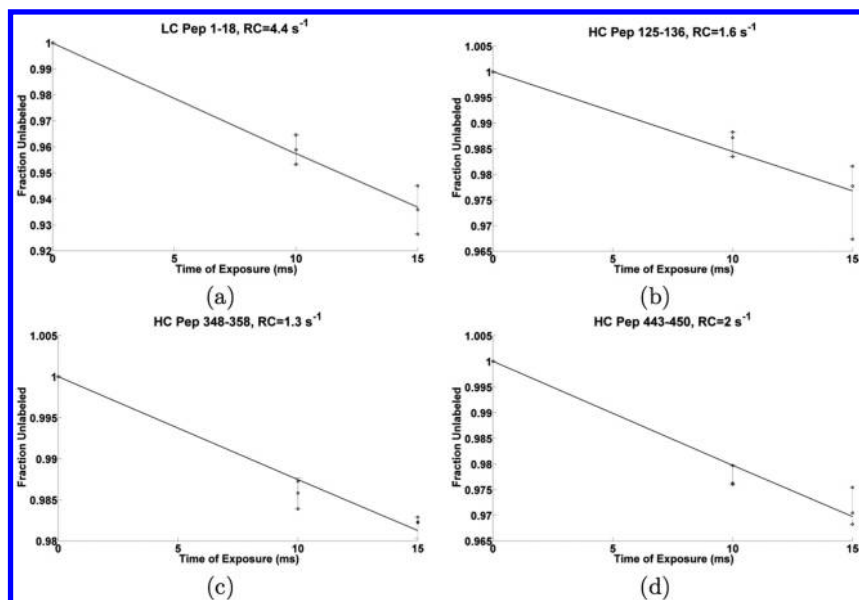 LC Pep 1-18, RC=4.4 s⁻¹
1
0.99
0.98
0.97
0.96
0.95
0.94
0.93
0.92
Fraction Unlabeled
0 5 10 15
Time of Exposure (ms)
(a)
HC Pep 125-136, RC=1.6 s⁻¹
1.005
1
0.995
0.99
0.985
0.98
0.975
0.97
0.965
Fraction Unlabeled
0 5 10 15
Time of Exposure (ms)
(b)
HC Pep 348-358, RC=1.3 s⁻¹
1.005
1
0.995
0.99
0.985
0.98
Fraction Unlabeled
0 5 10 15
Time of Exposure (ms)
(c)
HC Pep 443-450, RC=2 s⁻¹
1.005
1
0.995
0.99
0.985
0.98
0.975
0.97
0.965
Fraction Unlabeled
0 5 10 15
Time of Exposure (ms)
(d)